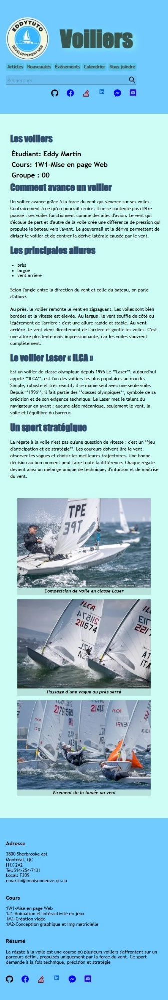 EDDYTUTO
DÉVELOPPEMENT WEB
Voiliers
Articles Nouveautés Événements Calendrier Nous joindre
Rechercher
Les voiliers
Étudiant: Eddy Martin
Cours: 1W1-Mise en page Web
Groupe : 00
Comment avance un voilier
Un voilier avance grâce à la force du vent qui s'exerce sur ses voiles.
Contrairement à ce qu'on pourrait croire, il ne se contente pas d'être
poussé : ses voiles fonctionnent comme des ailes d'avion. Le vent qui
s'écoule de part et d'autre de la voile crée une différence de pression qui
propulse le bateau vers l'avant. Le gouvernail et la dérive permettent de
diriger le voilier et de contrer la dérive latérale causée par le vent.
Les principales allures
• près
• largue
• vent arrière
Selon l'angle entre la direction du vent et celle du bateau, on parle
d'allure.
Au près, le voilier remonte le vent en zigzaguant. Les voiles sont bien
bordées et la vitesse est élevée. Au largue, le vent souffle de côté ou
légèrement de l'arrière : c'est une allure rapide et stable. Au vent
arrière, le vent vient directement de l'arrière et gonfle les voiles. C'est
une allure plus lente mais impressionnante, car les voiles s'ouvrent
complètement.
Le voilier Laser « ILCA »
Est un voilier de classe olympique depuis 1996 Le **Laser**, aujourd'hui
appelé **ILCA**, est l'un des voiliers les plus populaires au monde.
Simple, robuste et très réactif, il se manie seul avec une seule voile.
Depuis **1996**, il fait partie des **classes olympiques**, symbole de sa
précision et de son exigence technique. Le Laser met le talent du
navigateur en avant : aucune aide mécanique, seulement le vent, la
voile et l'équilibre du barreur.
Un sport stratégique
La régate à la voile n'est pas qu'une question de vitesse : c'est un **jeu
d'anticipation et de stratégie**. Les coureurs doivent lire le vent,
observer les vagues et choisir les meilleures trajectoires. Une bonne
décision au bon moment peut faire toute la différence. Chaque régate
devient ainsi un mélange unique de technique, d'intuition et de maîtrise
du vent.
TPE
Compétition de voile en classe Laser
ILCA
211574
Passage d'une vague au près serré
ILCA
Virement de la bouée au vent
Adresse
3800 Sherbrooke est
Montréal, QC
H1X 2A2
Tel:514-254-7131
Local: F309
emartin@cmaisonneuve.qc.ca
Cours
1W1-Mise en page Web
1J1-Animation et intéractivité en jeux
1M1-Création vidéo
1M2-Conception graphique et img matricielle
Résumé
La régate à la voile est une course où plusieurs voiliers s'affrontent sur un
parcours défini, propulsés uniquement par la force du vent. Ce sport
demande à la fois technique, précision et stratégie